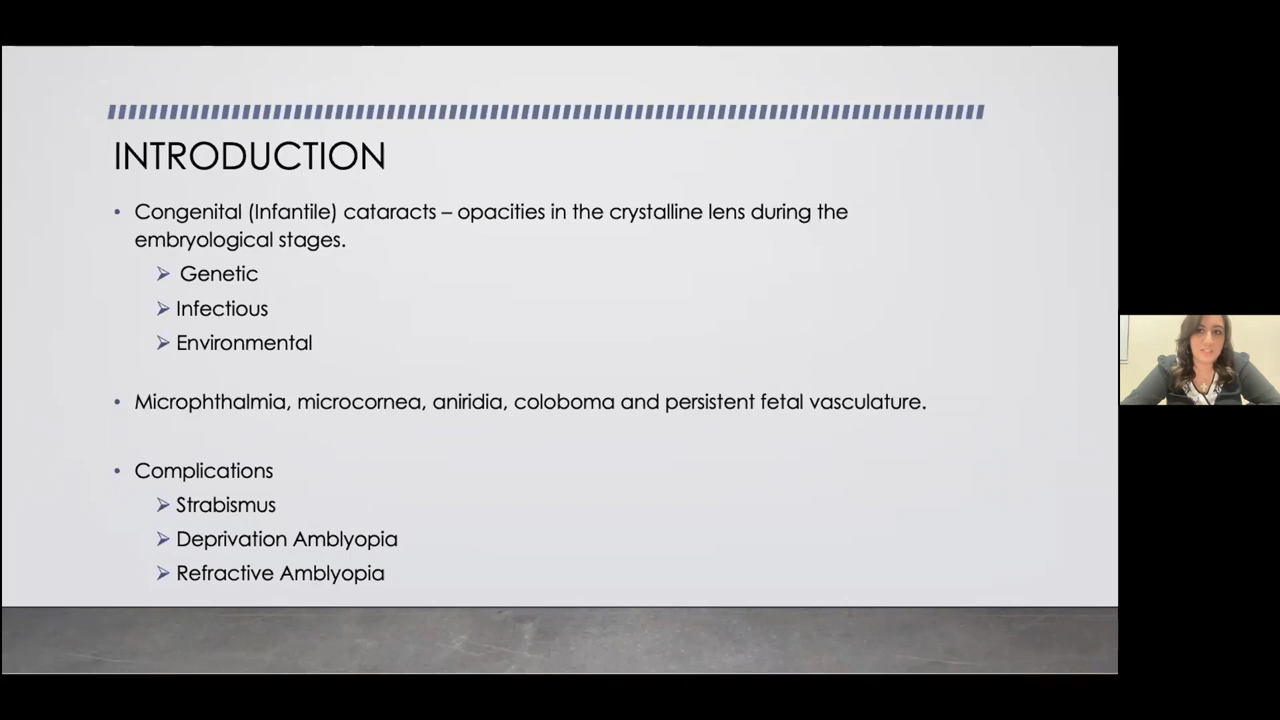 INTRODUCTION
• Congenital (Infantile) cataracts – opacities in the crystalline lens during the
embryological stages.
➢ Genetic
➢ Infectious
➢ Environmental
• Microphthalmia, microcornea, aniridia, coloboma and persistent fetal vasculature.
• Complications
➢ Strabismus
➢ Deprivation Amblyopia
➢ Refractive Amblyopia